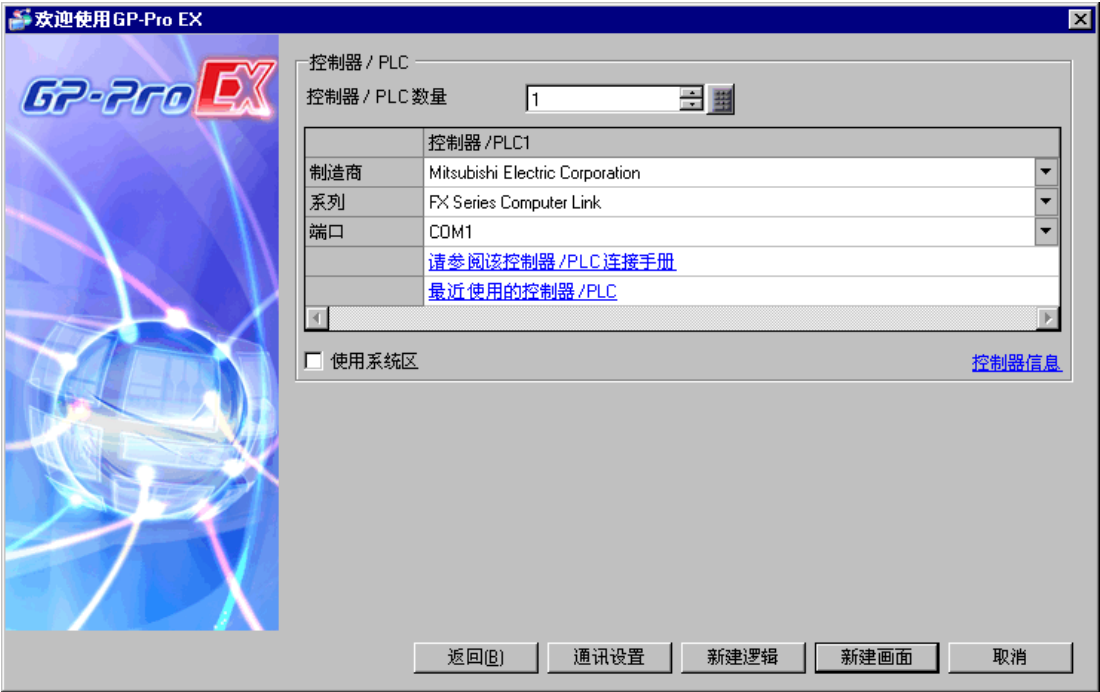 欢迎使用GP-Pro EX
GP-Pro EX
控制器/ PLC
控制器/ PLC数量 1
控制器/PLC1
制造商 Mitsubishi Electric Corporation
系列 FX Series Computer Link
端口 COM1
请参阅该控制器/PLC连接手册
最近使用的控制器/PLC
使用系统区 控制器信息
返回(B) 通讯设置 新建逻辑 新建画面 取消